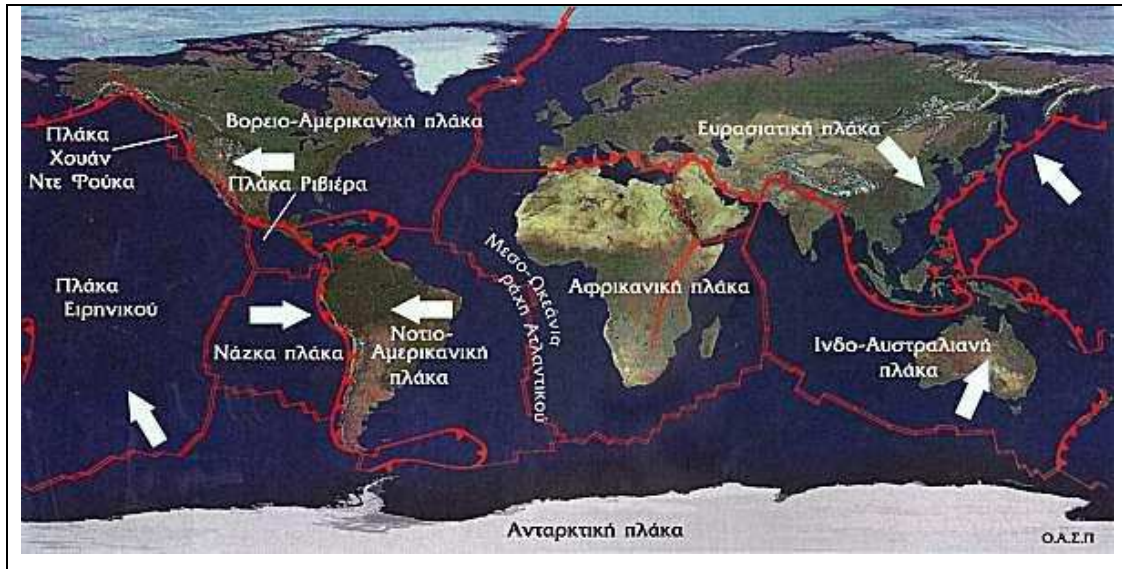 Πλάκα
Χουάν
Ντε Φούκα
Βορειο-Αμερικανική πλάκα
Πλάκα Ριβιέρα
Ευρασιατική πλάκα
Πλάκα
Ειρηνικού
Νάζκα πλάκα
Νοτιο-
Αμερικανική
πλάκα
Μεσο-Ωκεάνια
ράχη Ατλαντικού
Αφρικανική πλάκα
Ινδο-Αυστραλιανή
πλάκα
Ανταρκτική πλάκα
Ο.Α.Σ.Π